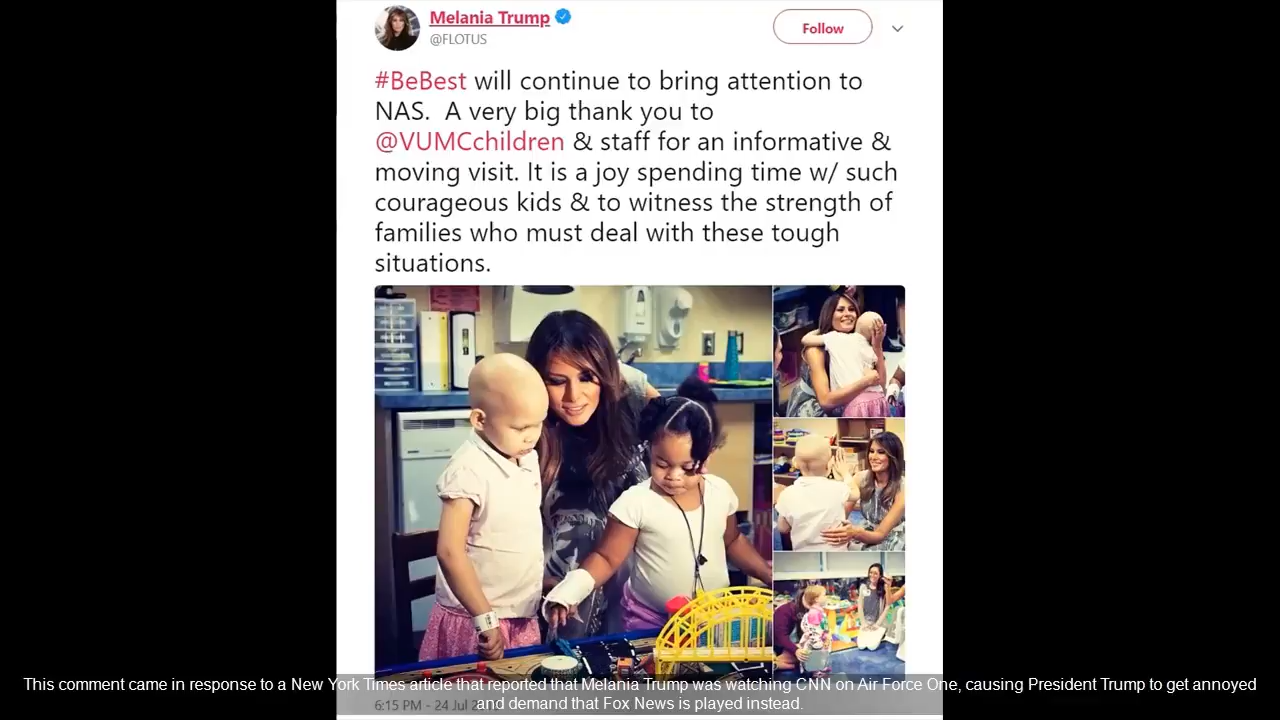 Melania Trump
@FLOTUS
Follow
#BeBest will continue to bring attention to
NAS. A very big thank you to
@VUMCchildren & staff for an informative &
moving visit. It is a joy spending time w/ such
courageous kids & to witness the strength of
families who must deal with these tough
situations.
6:15 PM - 24 Jul
This comment came in response to a New York Times article that reported that Melania Trump was watching CNN on Air Force One, causing President Trump to get annoyed
and demand that Fox News is played instead.